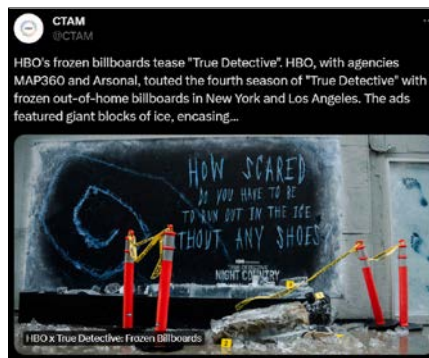 CTAM
@CTAM
HBO's frozen billboards tease "True Detective". HBO, with agencies
MAP360 and Arsonal, touted the fourth season of "True Detective" with
frozen out-of-home billboards in New York and Los Angeles. The ads
featured giant blocks of ice, encasing...
HOW SCARED
DO YOU HAVE TO BE
TO RUN OUT IN THE ICE
THOUT ANY SHOES?
NIGHT COUNTRY
2
HBO x True Detective: Frozen Billboards